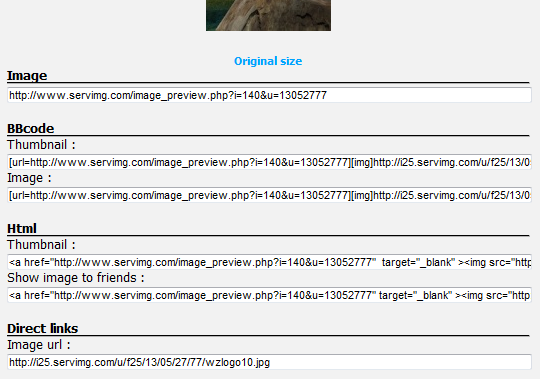 Original size
Image
http://www.servimg.com/image_preview.php?i=140&u=13052777
BBcode
Thumbnail :
[url=http://www.servimg.com/image_preview.php?i=140&u=13052777][img]http://i25.servimg.com/u/f25/13/0
Image :
[url=http://www.servimg.com/image_preview.php?i=140&u=13052777][img]http://i25.servimg.com/u/f25/13/0
Html
Thumbnail :
<a href="http://www.servimg.com/image_preview.php?i=140&u=13052777" target="_blank" ><img src="http
Show image to friends :
<a href="http://www.servimg.com/image_preview.php?i=140&u=13052777" target="_blank" ><img src="http
Direct links
Image url :
http://i25.servimg.com/u/f25/13/05/27/77/wzlogo10.jpg